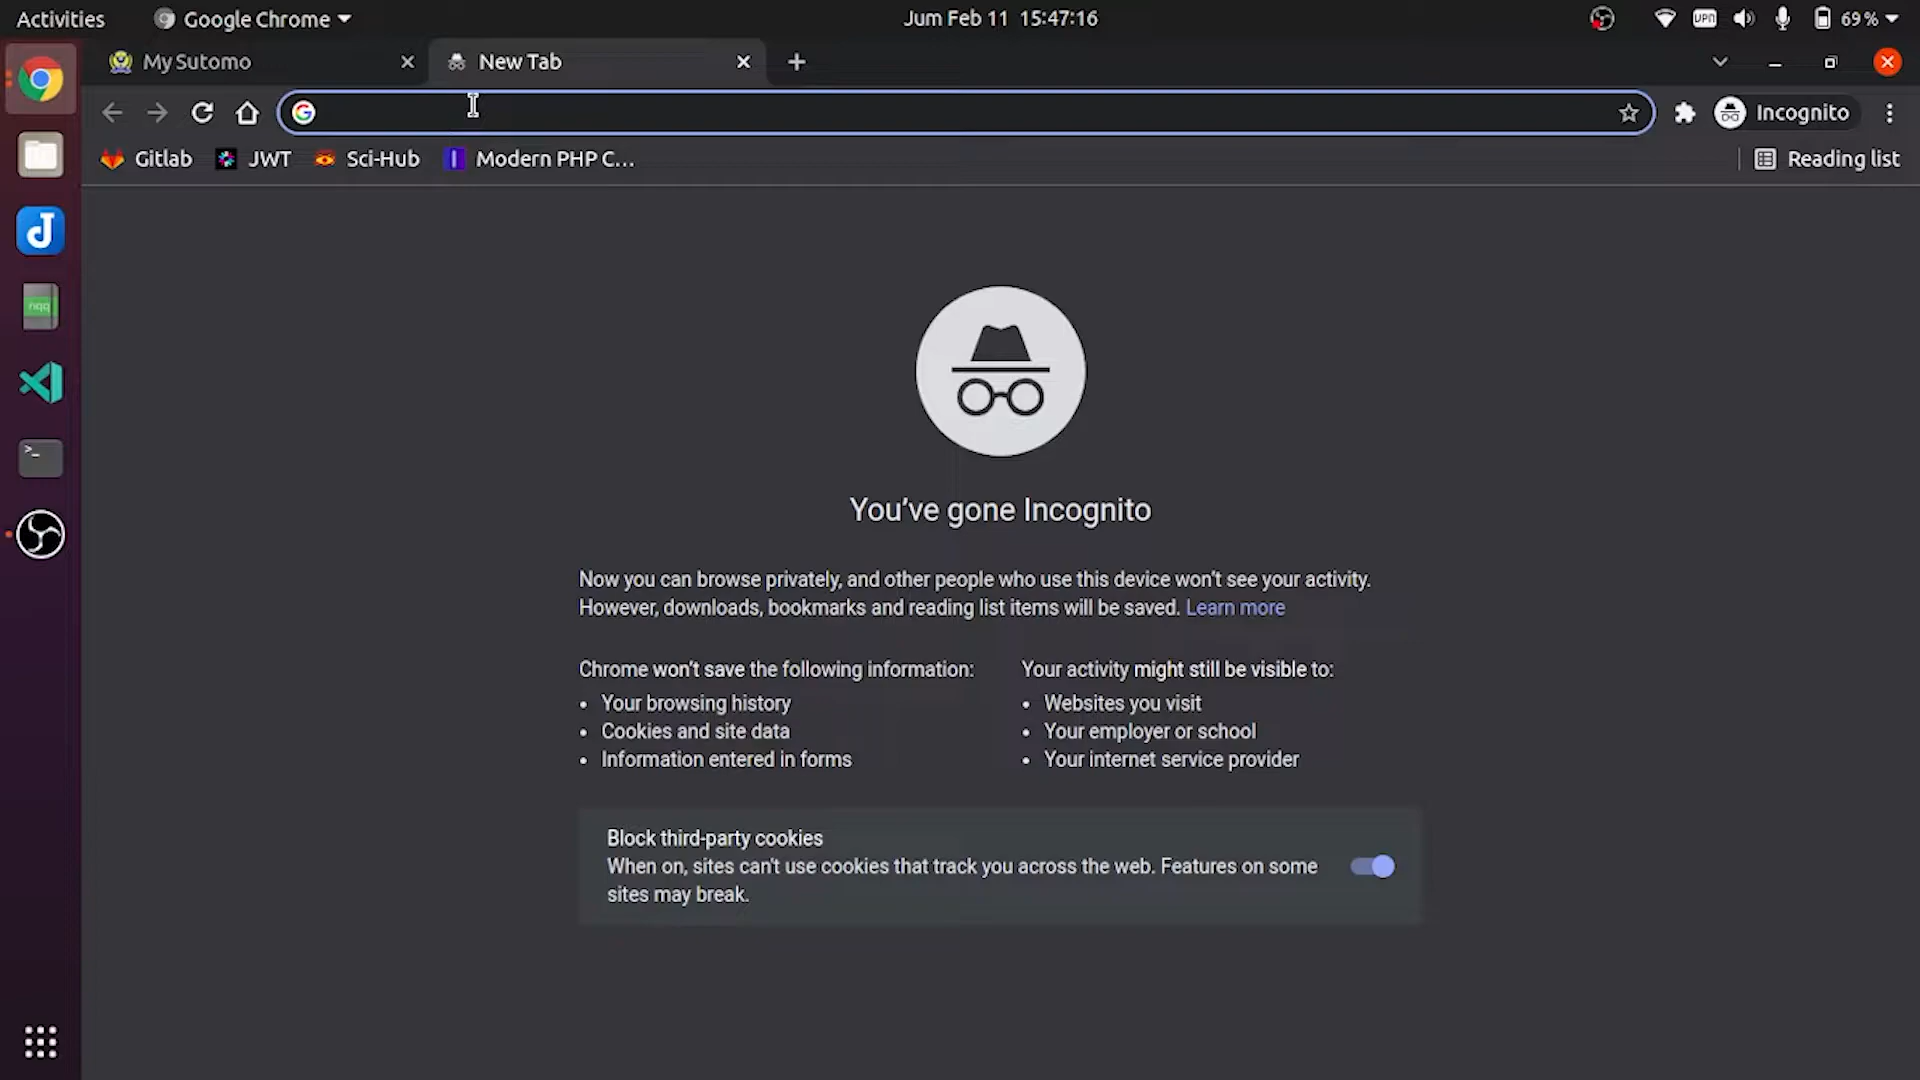 Activities
Google Chrome
Jum Feb 11 15:47:16
VPN
69 %
My Sutomo
New Tab
Incognito
Gitlab
JWT
Sci-Hub
Modern PHP C...
Reading list
nqq
You've gone Incognito
Now you can browse privately, and other people who use this device won't see your activity.
However, downloads, bookmarks and reading list items will be saved. Learn more
Chrome won't save the following information:
• Your browsing history
• Cookies and site data
• Information entered in forms
Your activity might still be visible to:
• Websites you visit
• Your employer or school
• Your internet service provider
Block third-party cookies
When on, sites can't use cookies that track you across the web. Features on some
sites may break.